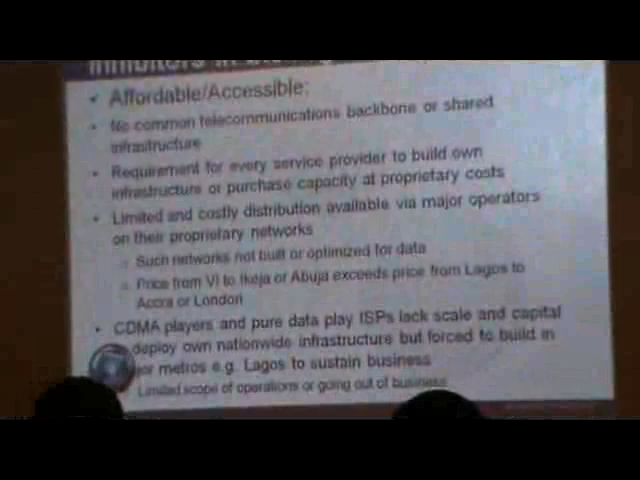 Inhibitors in
Affordable/Accessible:
No common telecommunications backbone or shared
infrastructure
Requirement for every service provider to build own
infrastructure or purchase capacity at proprietary costs
Limited and costly distribution available via major operators
on their proprietary networks
Such networks not built or optimized for data
Price from VI to Ikeja or Abuja exceeds price from Lagos to
Accra or London
CDMA players and pure data play ISPs lack scale and capital
deploy own nationwide infrastructure but forced to build in
metros e.g. Lagos to sustain business
Limited scope of operations or going out of business